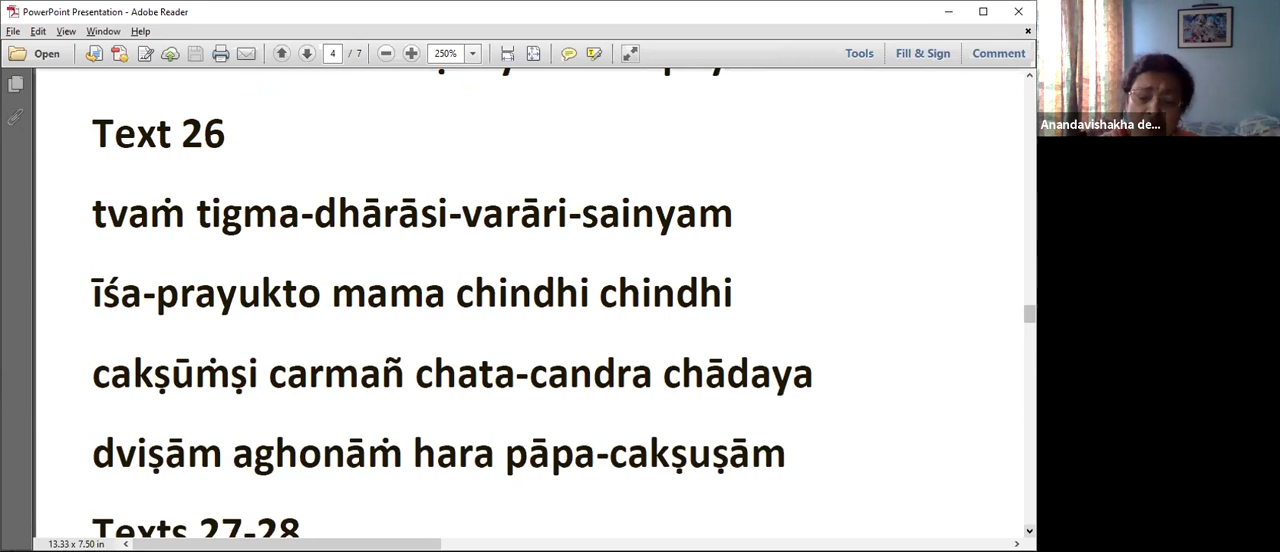 PowerPoint Presentation - Adobe Reader
File Edit View Window Help
Open 4 / 7 250% Tools Fill & Sign Comment
Text 26
tvaṁ tigma-dhārāsi-varāri-sainyam
īśa-prayukto mama chindhi chindhi
cakṣūṁṣi carmañ chata-candra chādaya
dviṣām aghonāṁ hara pāpa-cakṣuṣām
Texts 27-28
13.33 x 7.50 in
Anandavishakha de...